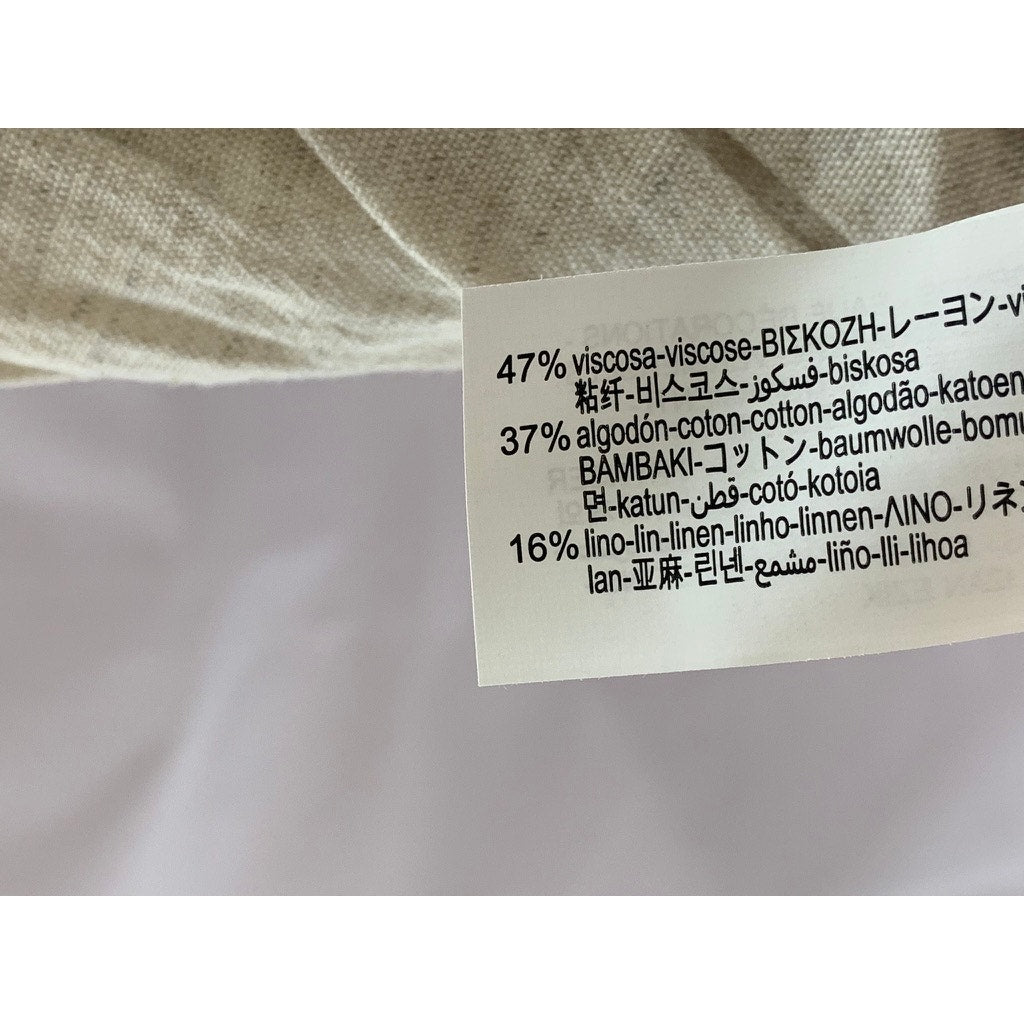 47% viscosa-viscose-ΒΙΣΚΟΖΗ-レーヨン-vi
粘纤-비스코스-فسكوز-biskosa
37% algodón-coton-cotton-algodão-katoen
BAMBAKI-コットン-baumwolle-bomu
면-katun-قطن-cotó-kotoia
16% lino-lin-linen-linho-linnen-ΛΙΝΟ-リネン
lan-亚麻-린넨-مشمع-liño-lli-lihoa